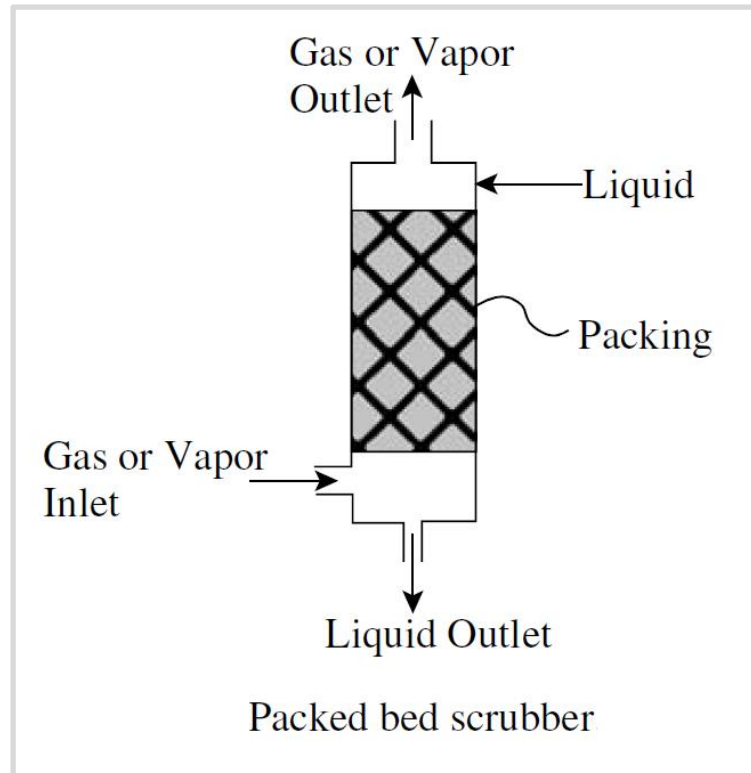 Gas or Vapor
Outlet
Liquid
Packing
Gas or Vapor
Inlet
Liquid Outlet
Packed bed scrubber